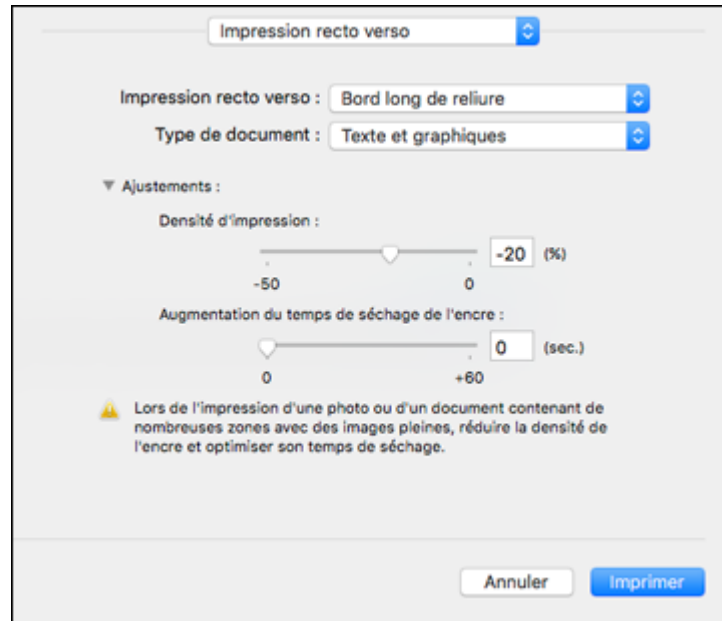 Impression recto verso
Impression recto verso : Bord long de reliure
Type de document : Texte et graphiques
Ajustements :
Densité d'impression :
-20 (%)
-50 0
Augmentation du temps de séchage de l'encre :
0 (sec.)
0 +60
Lors de l'impression d'une photo ou d'un document contenant de
nombreuses zones avec des images pleines, réduire la densité de
l'encre et optimiser son temps de séchage.
Annuler Imprimer